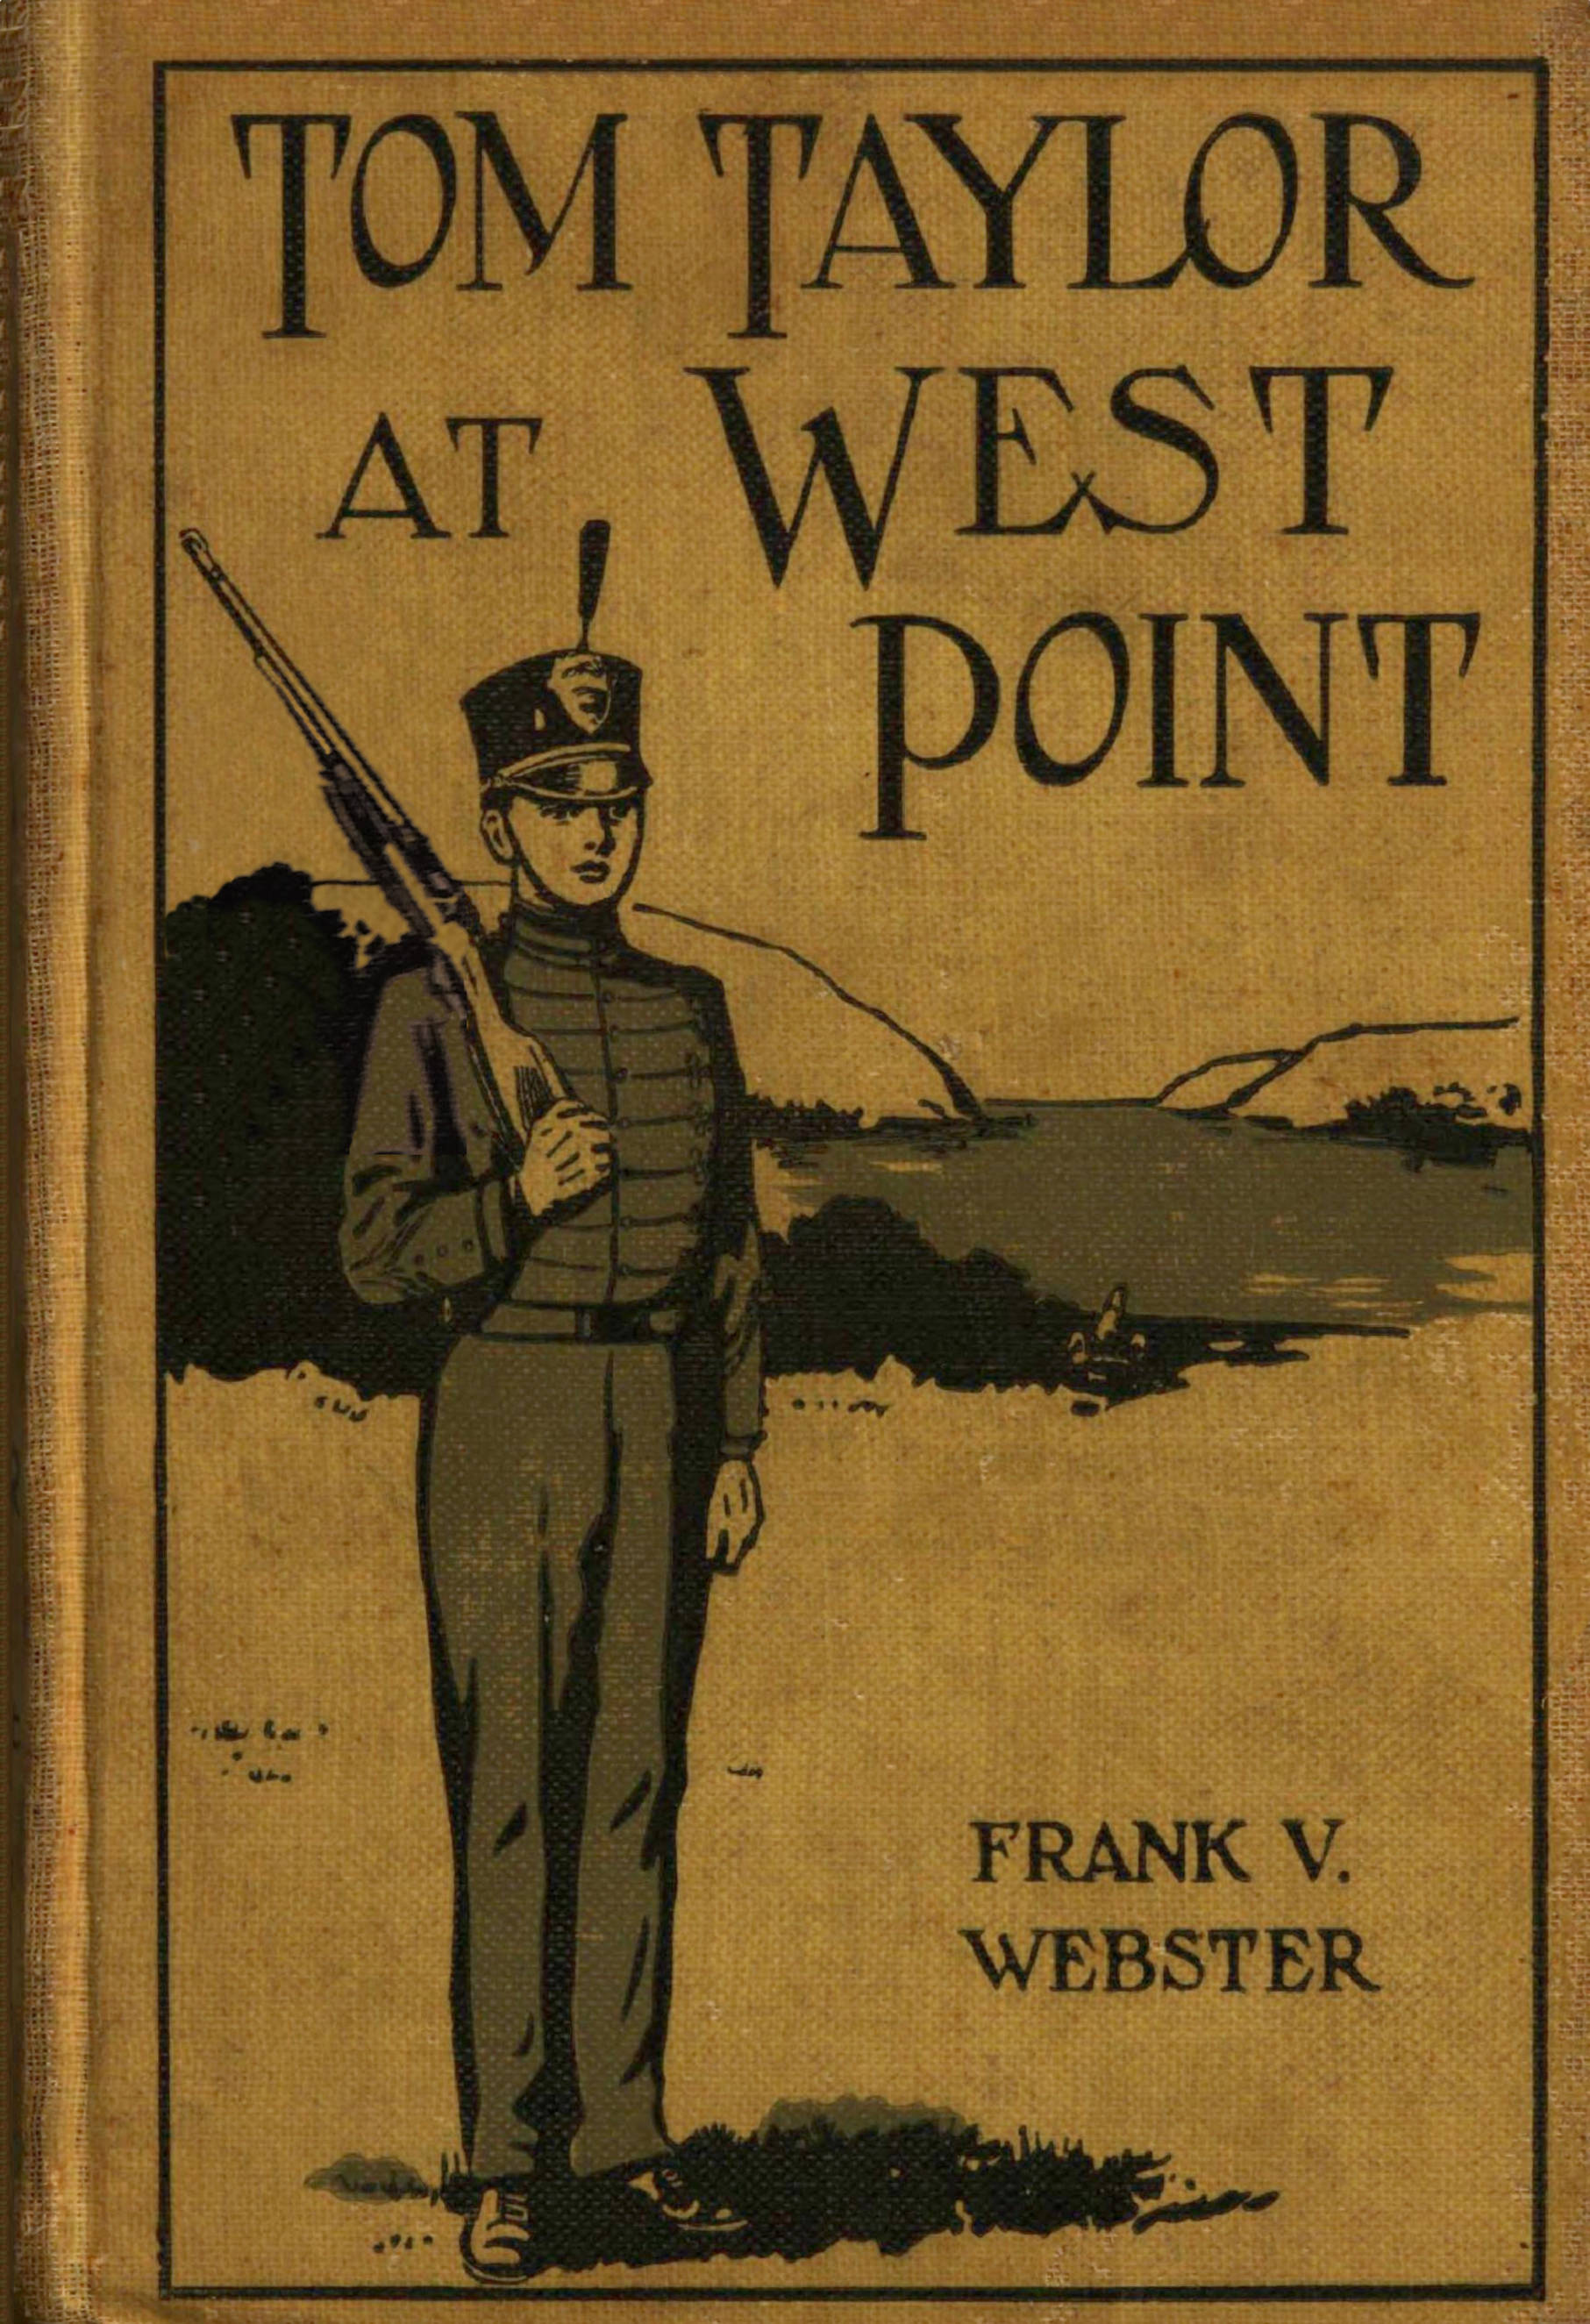 TOM TAYLOR
AT WEST
POINT
FRANK V.
WEBSTER